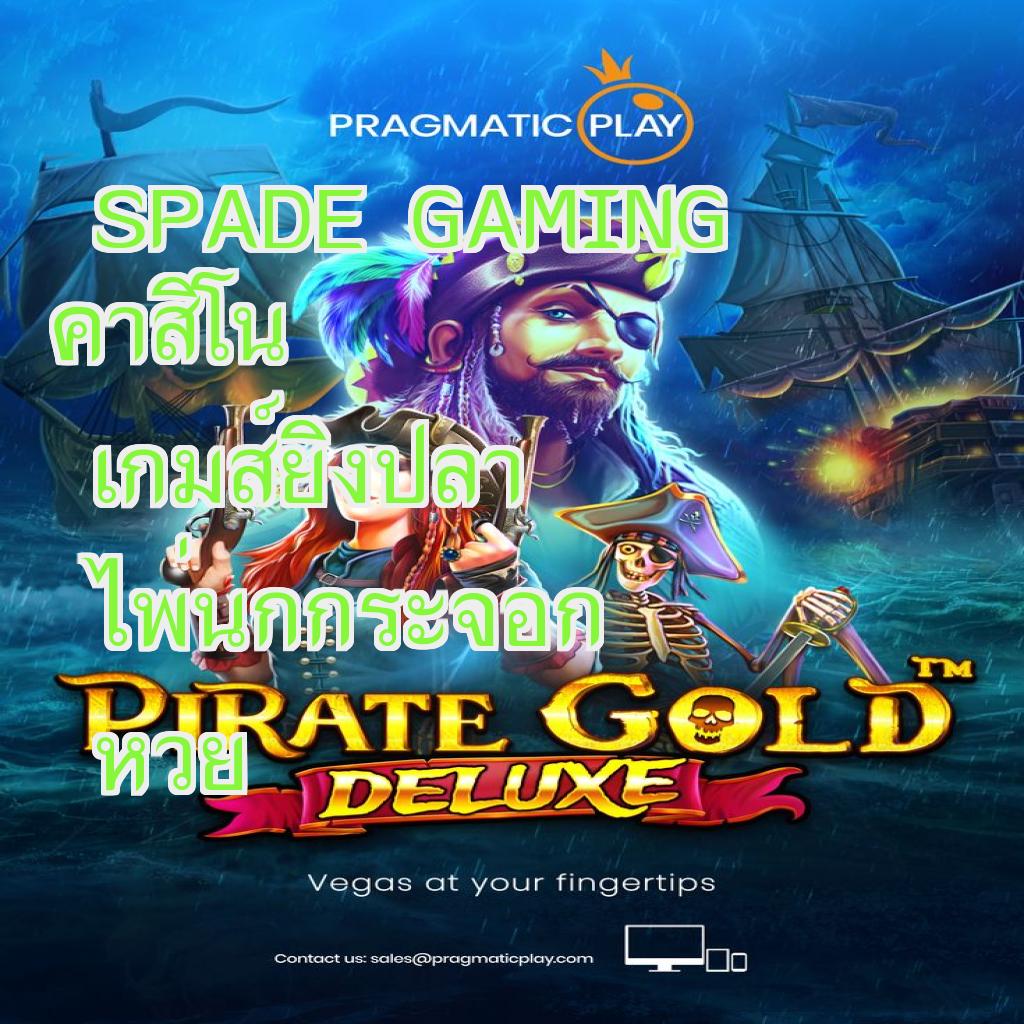 PRAGMATIC PLAY
SPADE GAMING
คาสิโน
เกมส์ยิงปลา
ไพ่นกกระจอก
PIRATE GOLD™
หวย
DELUXE
Vegas at your fingertips
Contact us: sales@pragmaticplay.com